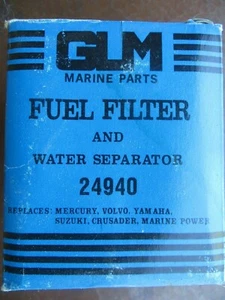 GLM
MARINE PARTS
FUEL FILTER
AND
WATER SEPARATOR
24940
REPLACES: MERCURY, VOLVO, YAMAHA,
SUZUKI, CRUSADER, MARINE POWER